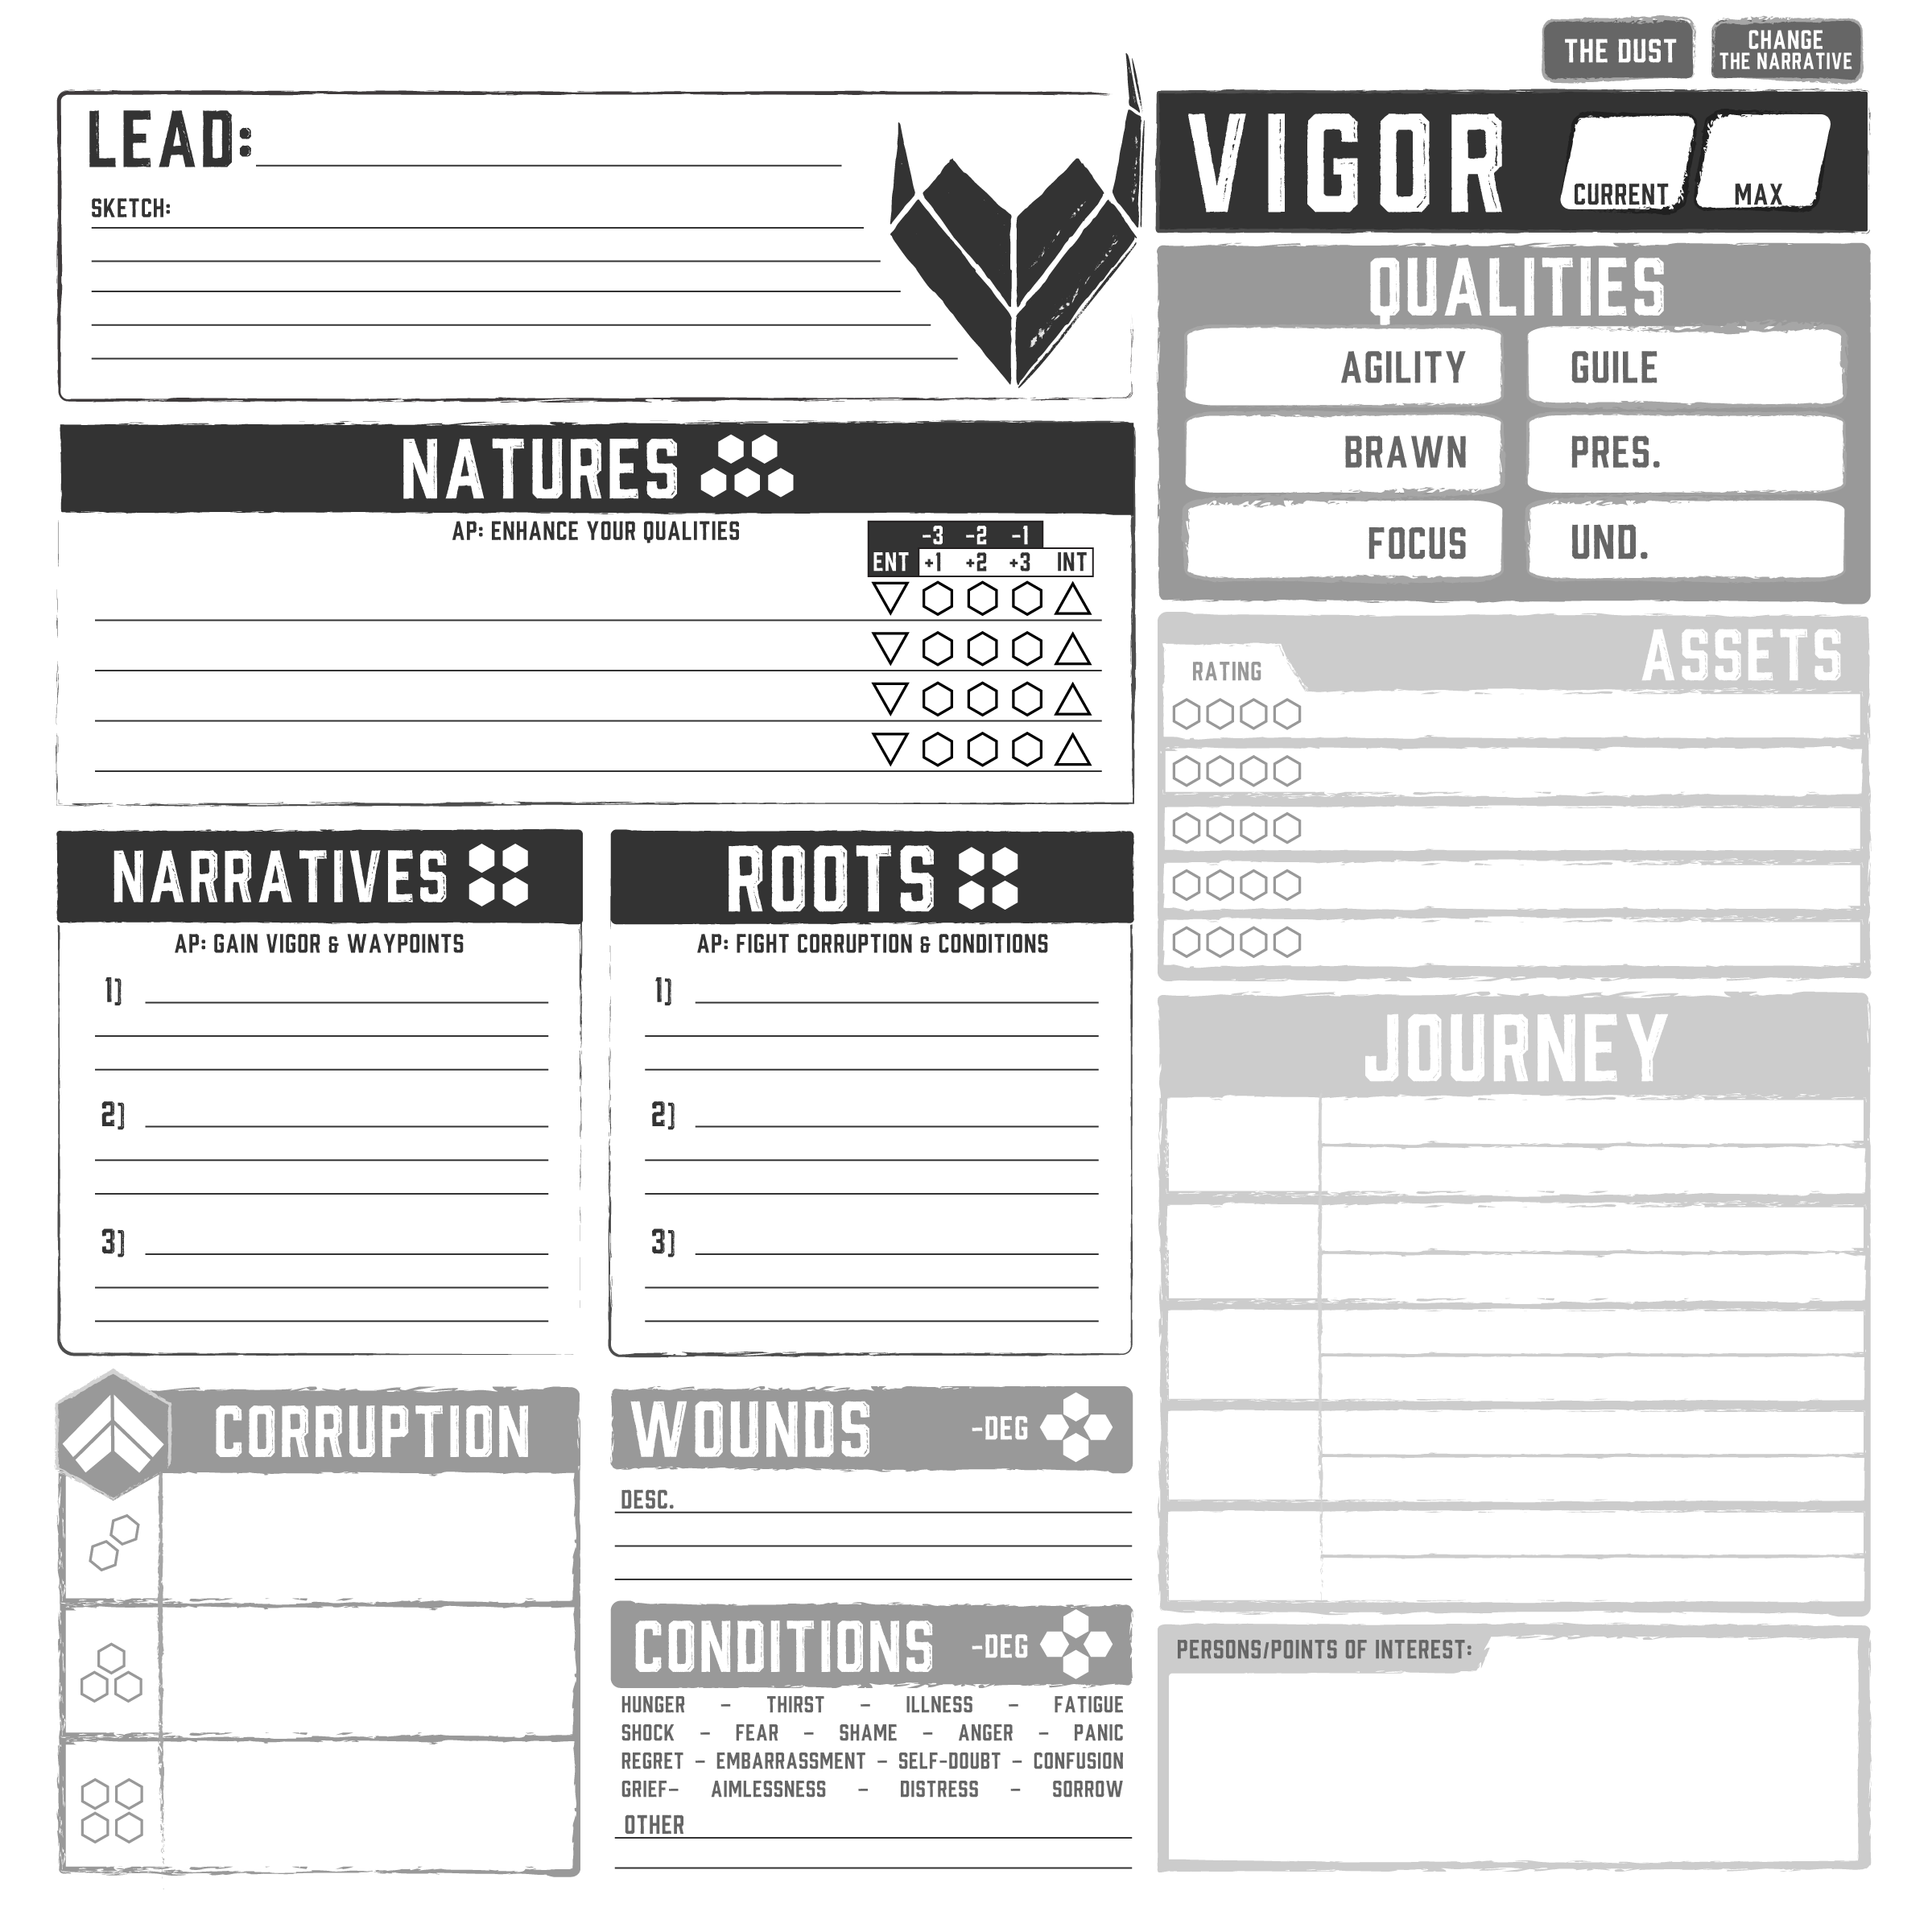 THE DUST
CHANGE
THE NARRATIVE
LEAD:
SKETCH:
VIGOR
CURRENT
MAX
QUALITIES
AGILITY
GUILE
BRAWN
PRES.
FOCUS
UND.
NATURES
AP: ENHANCE YOUR QUALITIES
-3 -2 -1
ENT +1 +2 +3 INT
ASSETS
RATING
NARRATIVES
AP: GAIN VIGOR & WAYPOINTS
1)
2)
3)
ROOTS
AP: FIGHT CORRUPTION & CONDITIONS
1)
2)
3)
JOURNEY
CORRUPTION
WOUNDS -DEG
DESC.
CONDITIONS -DEG
HUNGER - THIRST - ILLNESS - FATIGUE
SHOCK - FEAR - SHAME - ANGER - PANIC
REGRET - EMBARRASSMENT - SELF-DOUBT - CONFUSION
GRIEF- AIMLESSNESS - DISTRESS - SORROW
OTHER
PERSONS/POINTS OF INTEREST: